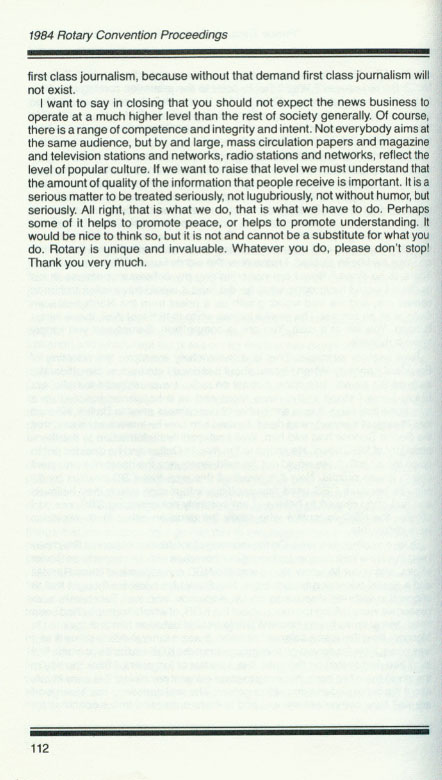 1984 Rotary Convention Proceedings
first class journalism, because without that demand first class journalism will
not exist.
I want to say in closing that you should not expect the news business to
operate at a much higher level than the rest of society generally. Of course,
there is a range of competence and integrity and intent. Not everybody aims at
the same audience, but by and large, mass circulation papers and magazine
and television stations and networks, radio stations and networks, reflect the
level of popular culture. If we want to raise that level we must understand that
the amount of quality of the information that people receive is important. It is a
serious matter to be treated seriously, not lugubriously, not without humor, but
seriously. All right, that is what we do, that is what we have to do. Perhaps
some of it helps to promote peace, or helps to promote understanding. It
would be nice to think so, but it is not and cannot be a substitute for what you
do. Rotary is unique and invaluable. Whatever you do, please don't stop!
Thank you very much.
112